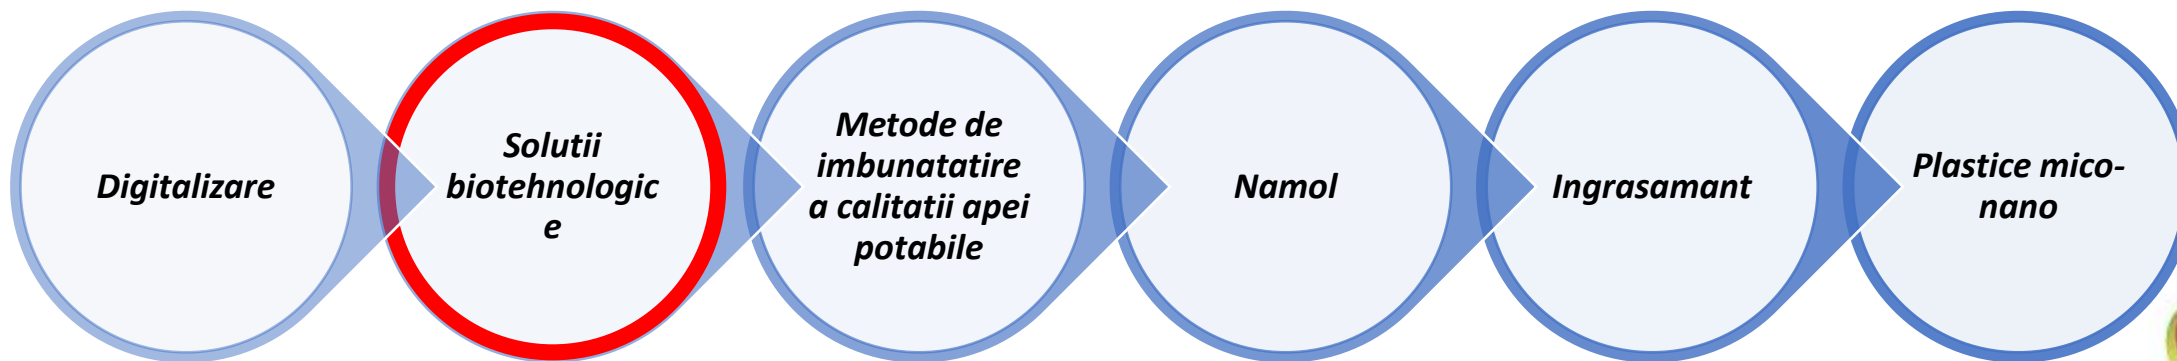 Digitalizare
Solutii
biotehnologic
e
Metode de
imbunatatire
a calitatii apei
potabile
Namol
Ingrasamant
Plastice mico-
nano